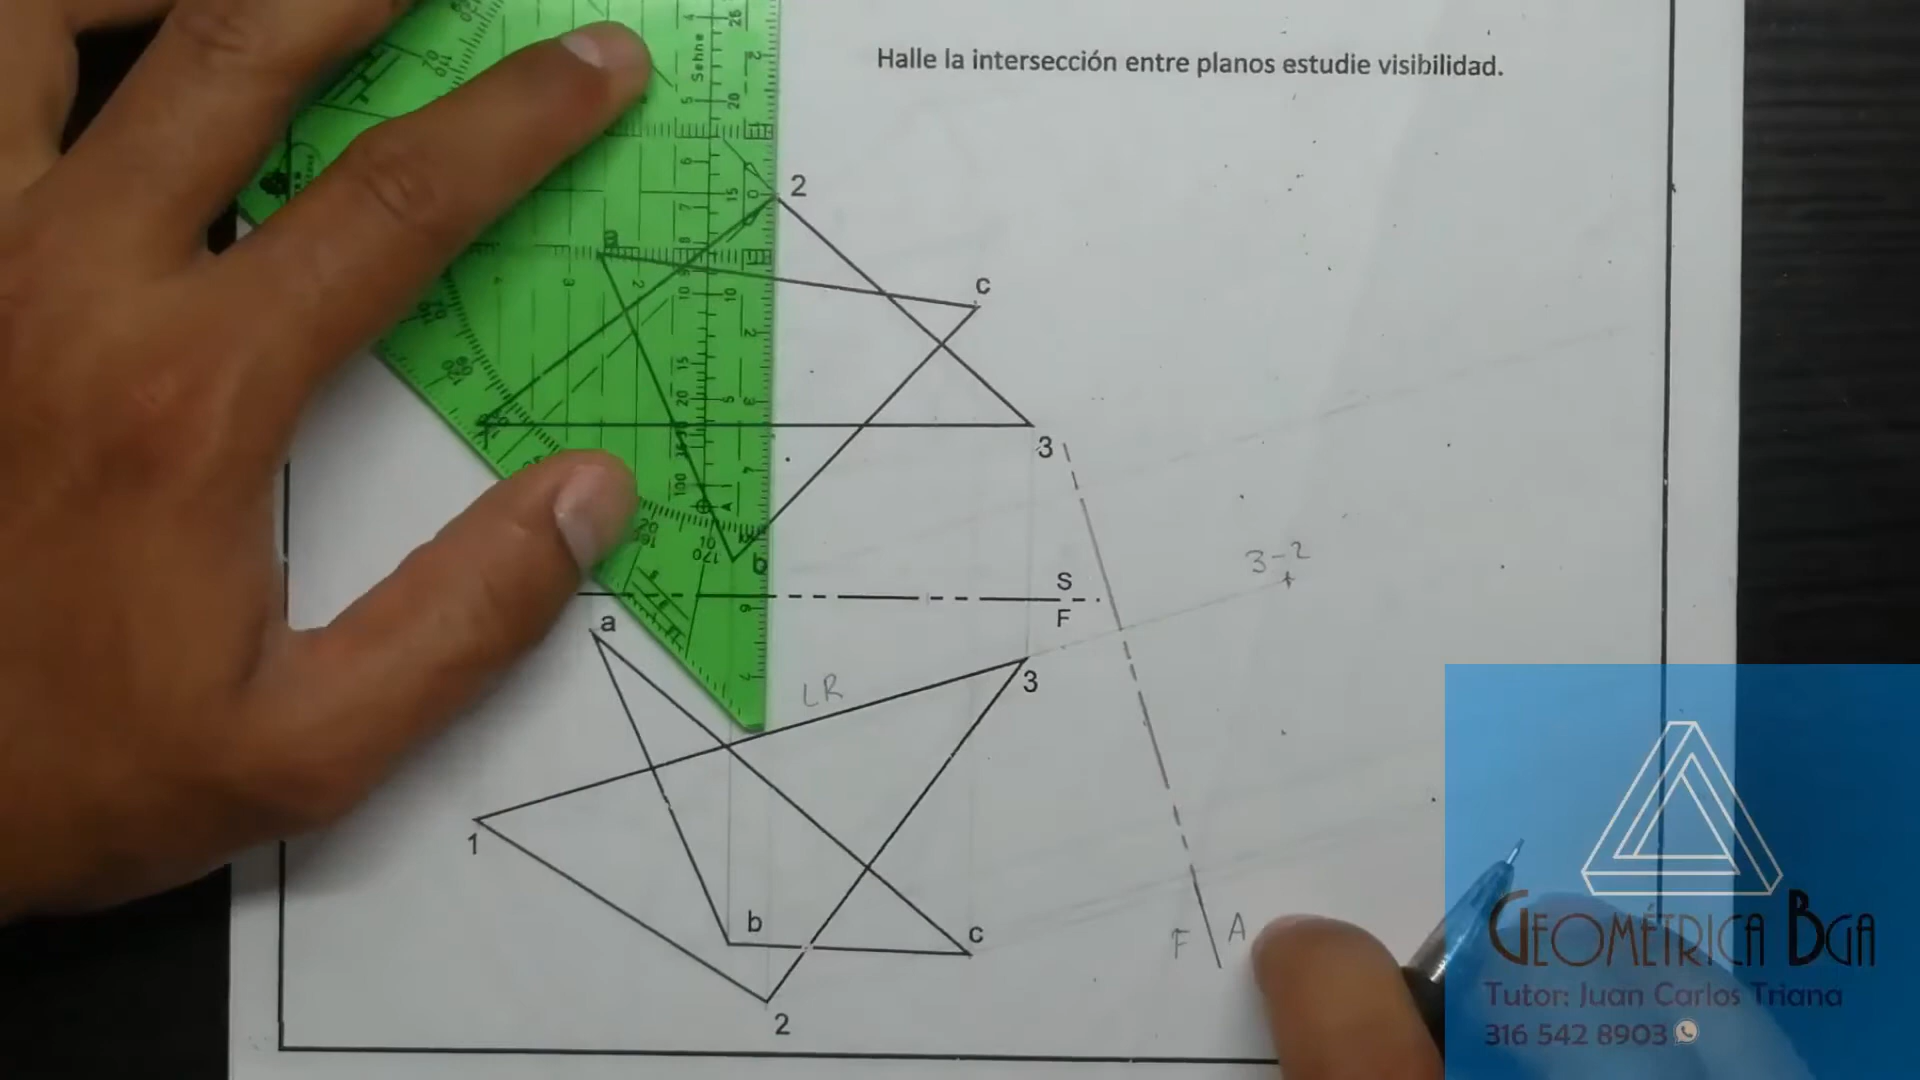 Halle la intersección entre planos estudie visibilidad.
Sehne
2
a
c
3
b
S
F
3-2
a
LR
3
1
b
c
F A
2
GEOMÉTRICA BGA
Tutor: Juan Carlos Triana
316 542 8903